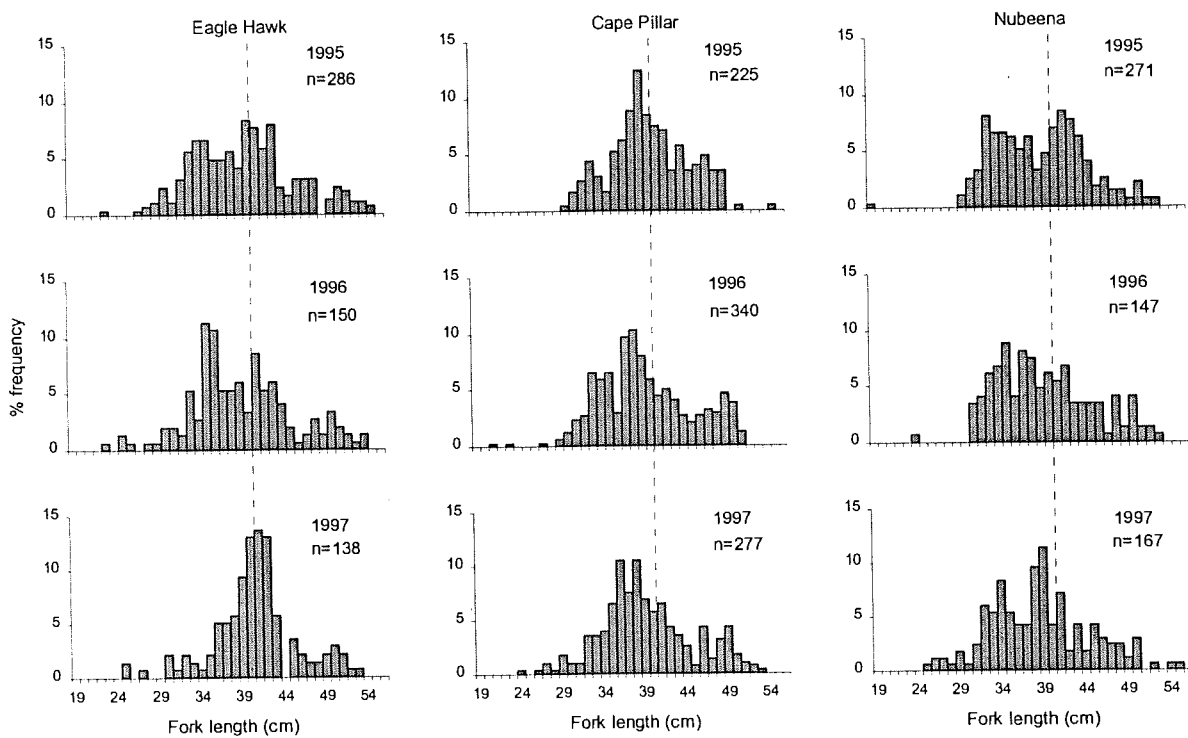 Eagle Hawk
Cape Pillar
Nubeena
15
10
5
0
1995
n=286
15
10
5
0
1995
n=225
15
10
5
0
1995
n=271
% frequency
15
10
5
0
1996
n=150
15
10
5
0
1996
n=340
15
10
5
0
1996
n=147
15
10
5
0
1997
n=138
15
10
5
0
1997
n=277
15
10
5
0
1997
n=167
19 24 29 34 39 44 49 54
19 24 29 34 39 44 49 54
19 24 29 34 39 44 49 54
Fork length (cm)
Fork length (cm)
Fork length (cm)